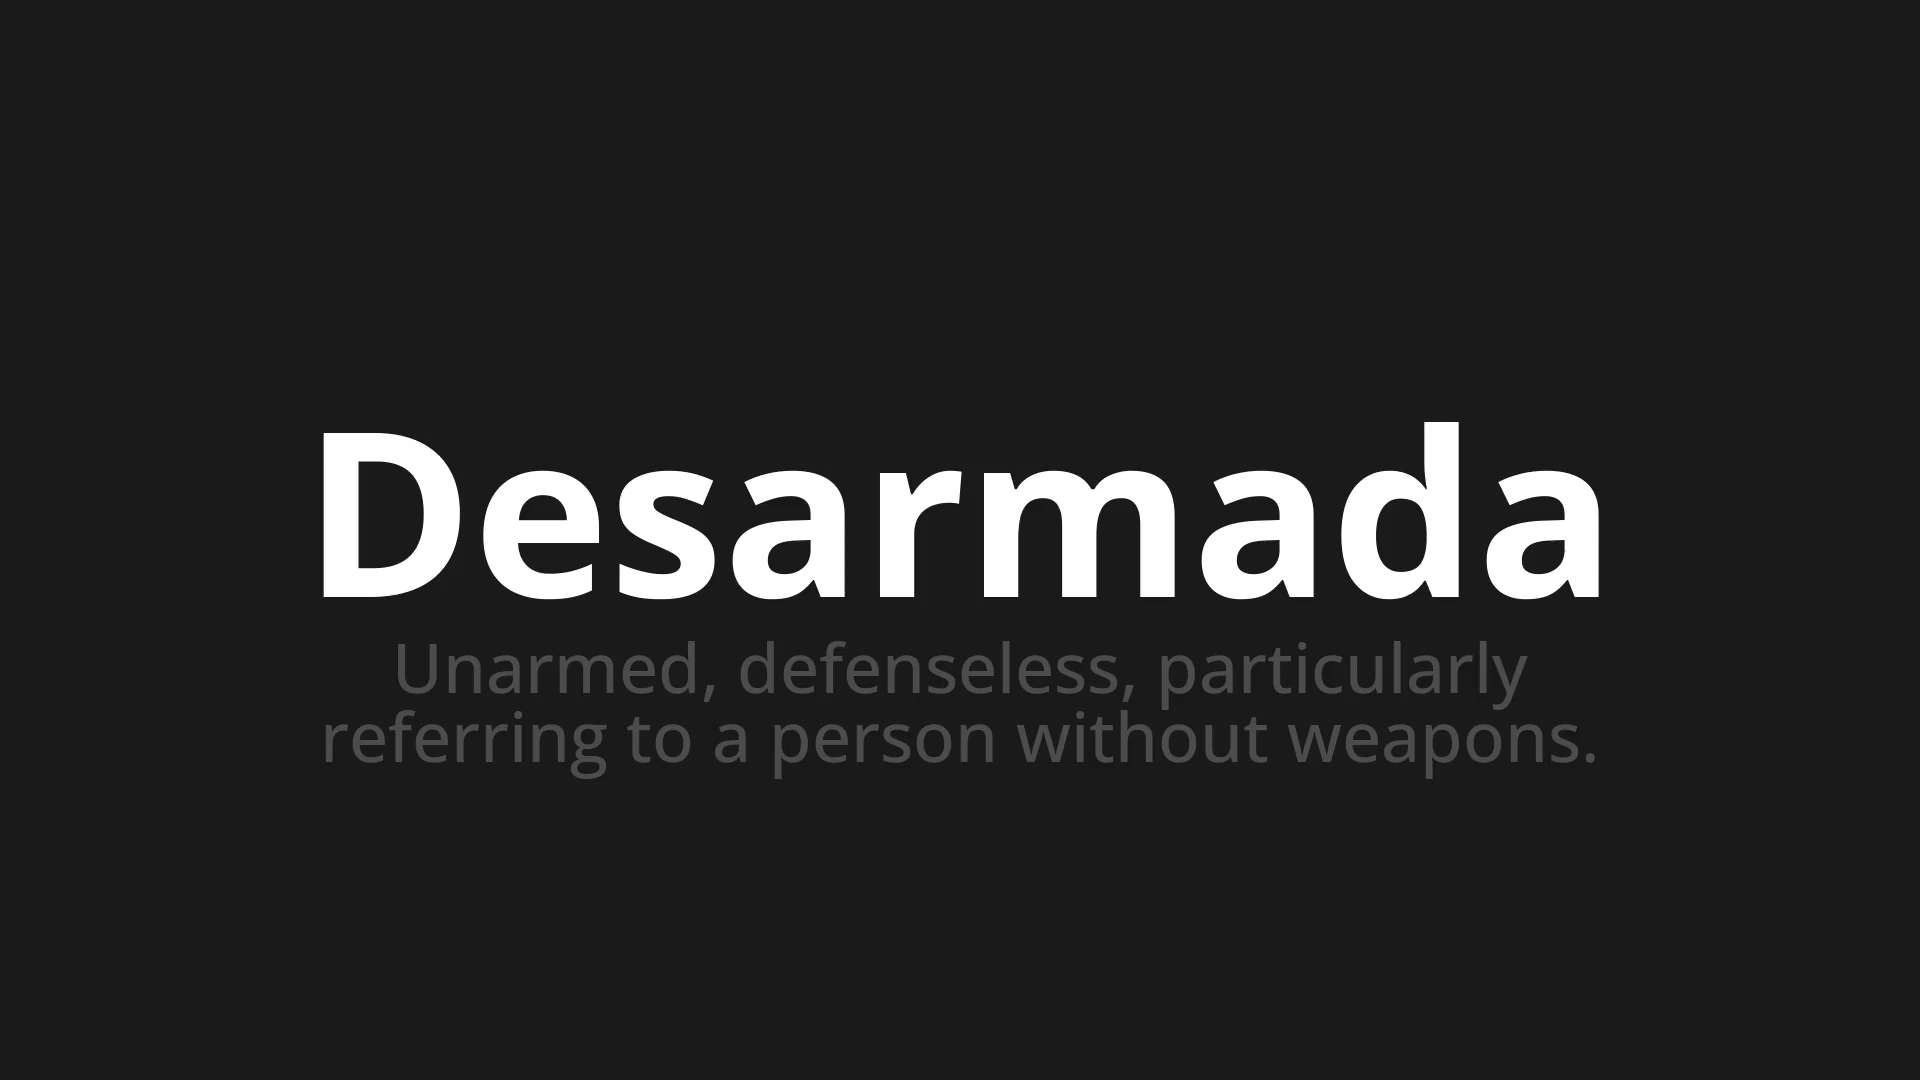 Desarmada
Unarmed, defenseless, particularly
referring to a person without weapons.